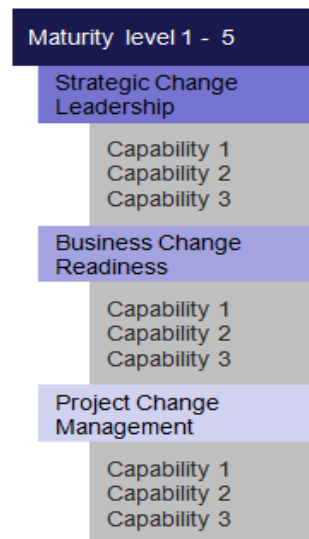 Maturity level 1 - 5
Strategic Change
Leadership
Capability 1
Capability 2
Capability 3
Business Change
Readiness
Capability 1
Capability 2
Capability 3
Project Change
Management
Capability 1
Capability 2
Capability 3